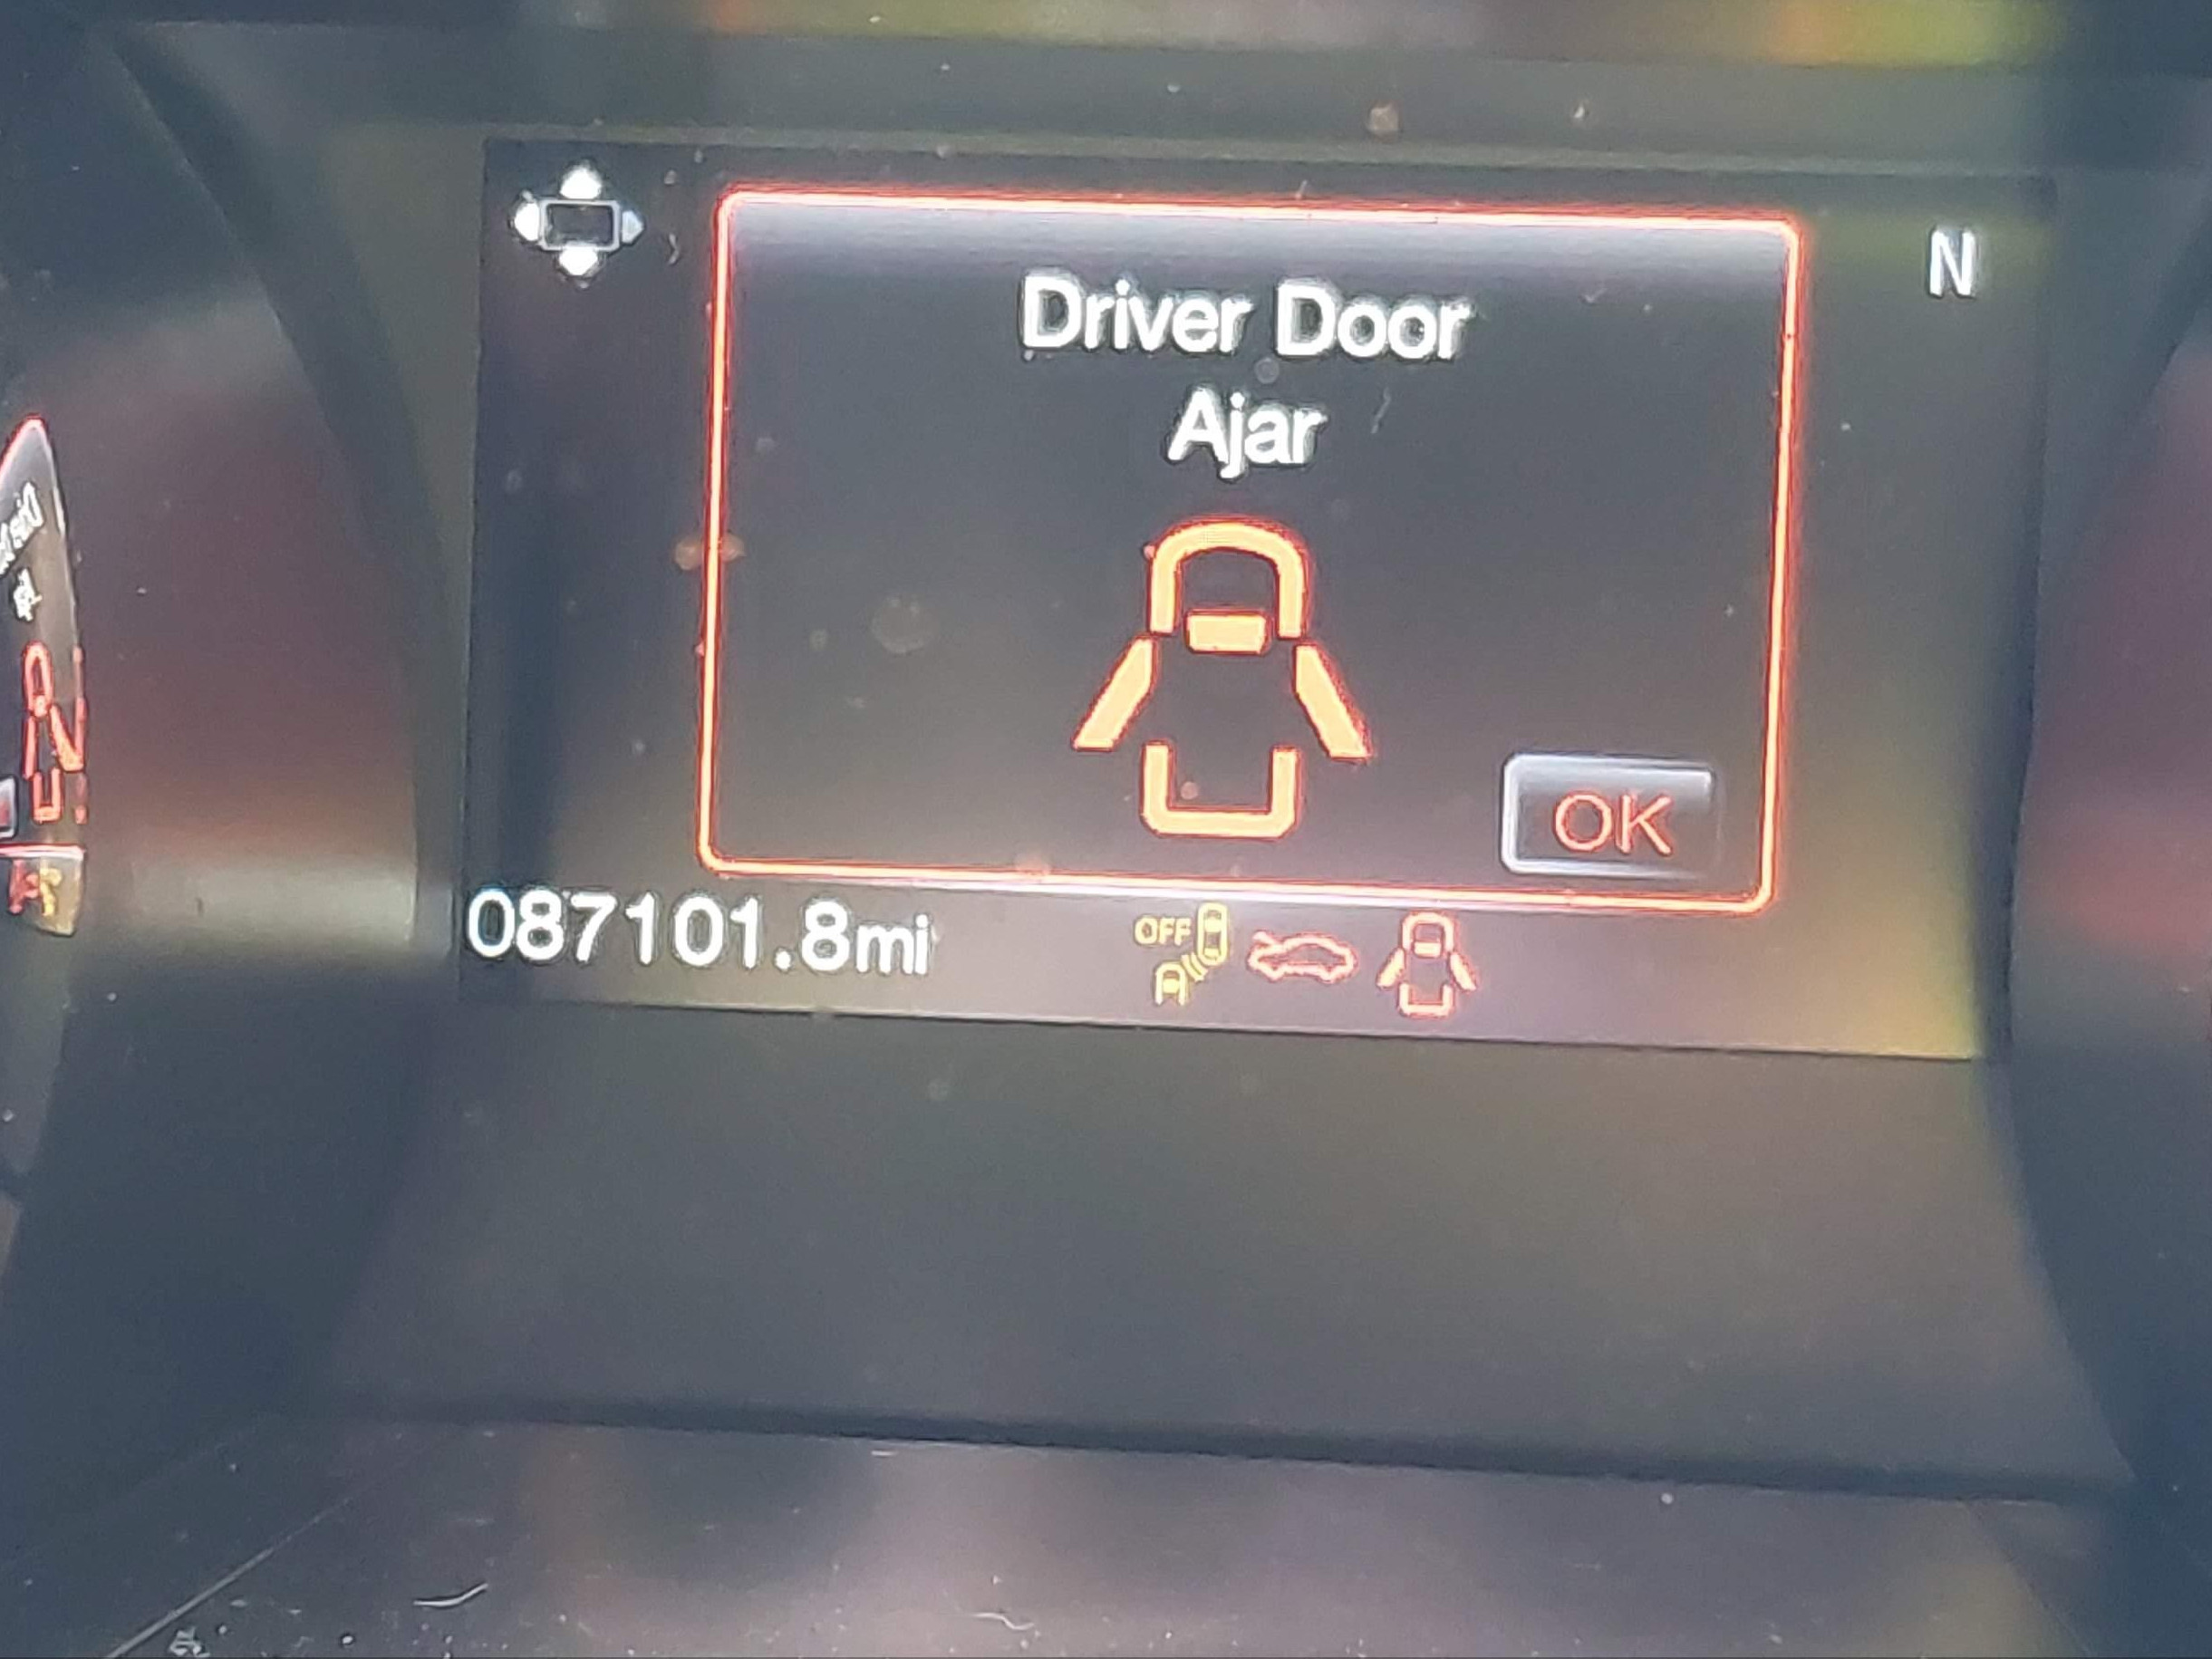 N
Driver Door
Ajar
OK
087101.8mi
OFF